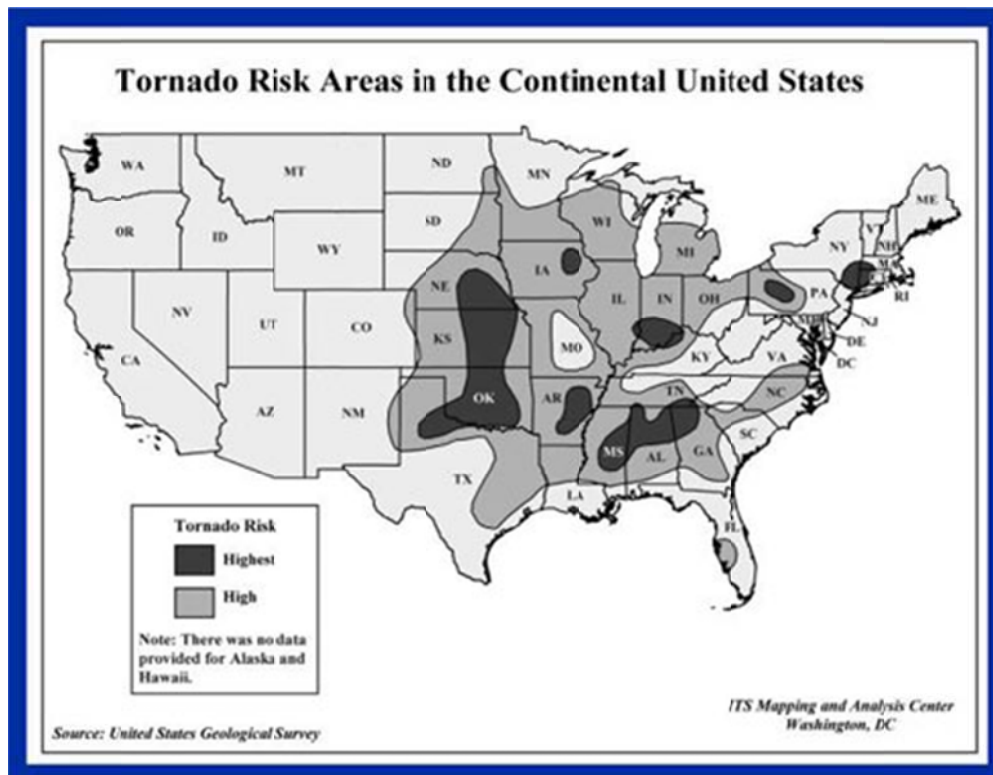 Tornado Risk Areas in the Continental United States
WA
MT
ND
MN
ME
OR
ID
WY
SD
WI
MI
NY
VT
NH
MA
RI
NV
UT
CO
NE
IA
IL
IN
OH
PA
NJ
CA
KS
MO
KY
VA
DE
DC
AZ
NM
OK
AR
TN
NC
TX
LA
MS
AL
GA
SC
FL
Tornado Risk
Highest
High
Note: There was no data
provided for Alaska and
Hawaii.
ITS Mapping and Analysis Center
Washington, DC
Source: United States Geological Survey